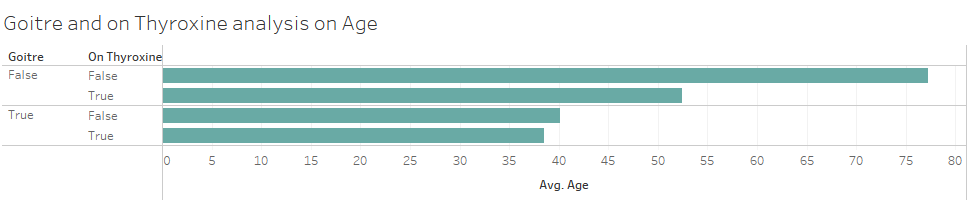 Goitre and on Thyroxine analysis on Age
Goitre On Thyroxine
False False
True
True False
True
0 5 10 15 20 25 30 35 40 45 50 55 60 65 70 75 80
Avg. Age